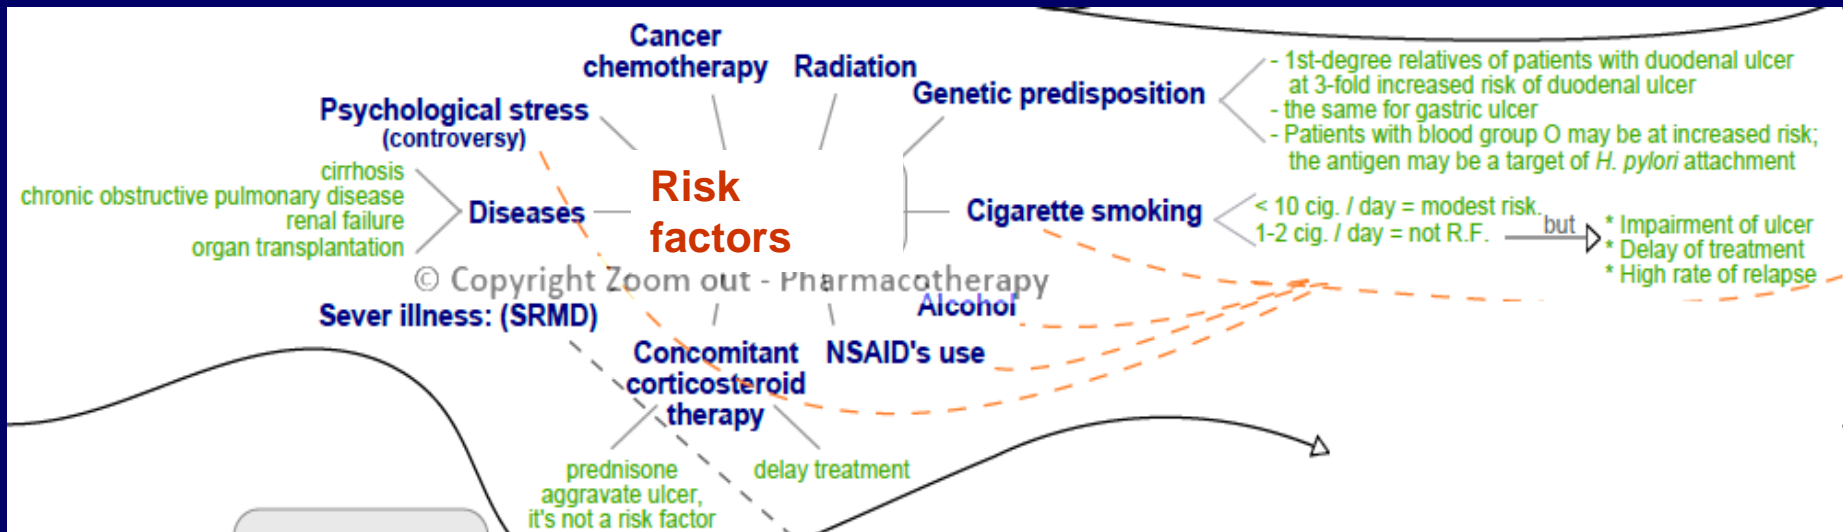 Cancer
chemotherapy
Radiation
Genetic predisposition
- 1st-degree relatives of patients with duodenal ulcer
at 3-fold increased risk of duodenal ulcer
- the same for gastric ulcer
- Patients with blood group O may be at increased risk;
the antigen may be a target of H. pylori attachment
Psychological stress
(controversy)
cirrhosis
chronic obstructive pulmonary disease
renal failure
organ transplantation
Diseases
Risk
factors
Cigarette smoking
< 10 cig. / day = modest risk.
1-2 cig. / day = not R.F.
but
* Impairment of ulcer
* Delay of treatment
* High rate of relapse
© Copyright Zoom out - Pharmacotherapy
Alcohol
Sever illness: (SRMD)
Concomitant
corticosteroid
therapy
NSAID's use
prednisone
aggravate ulcer,
it's not a risk factor
delay treatment